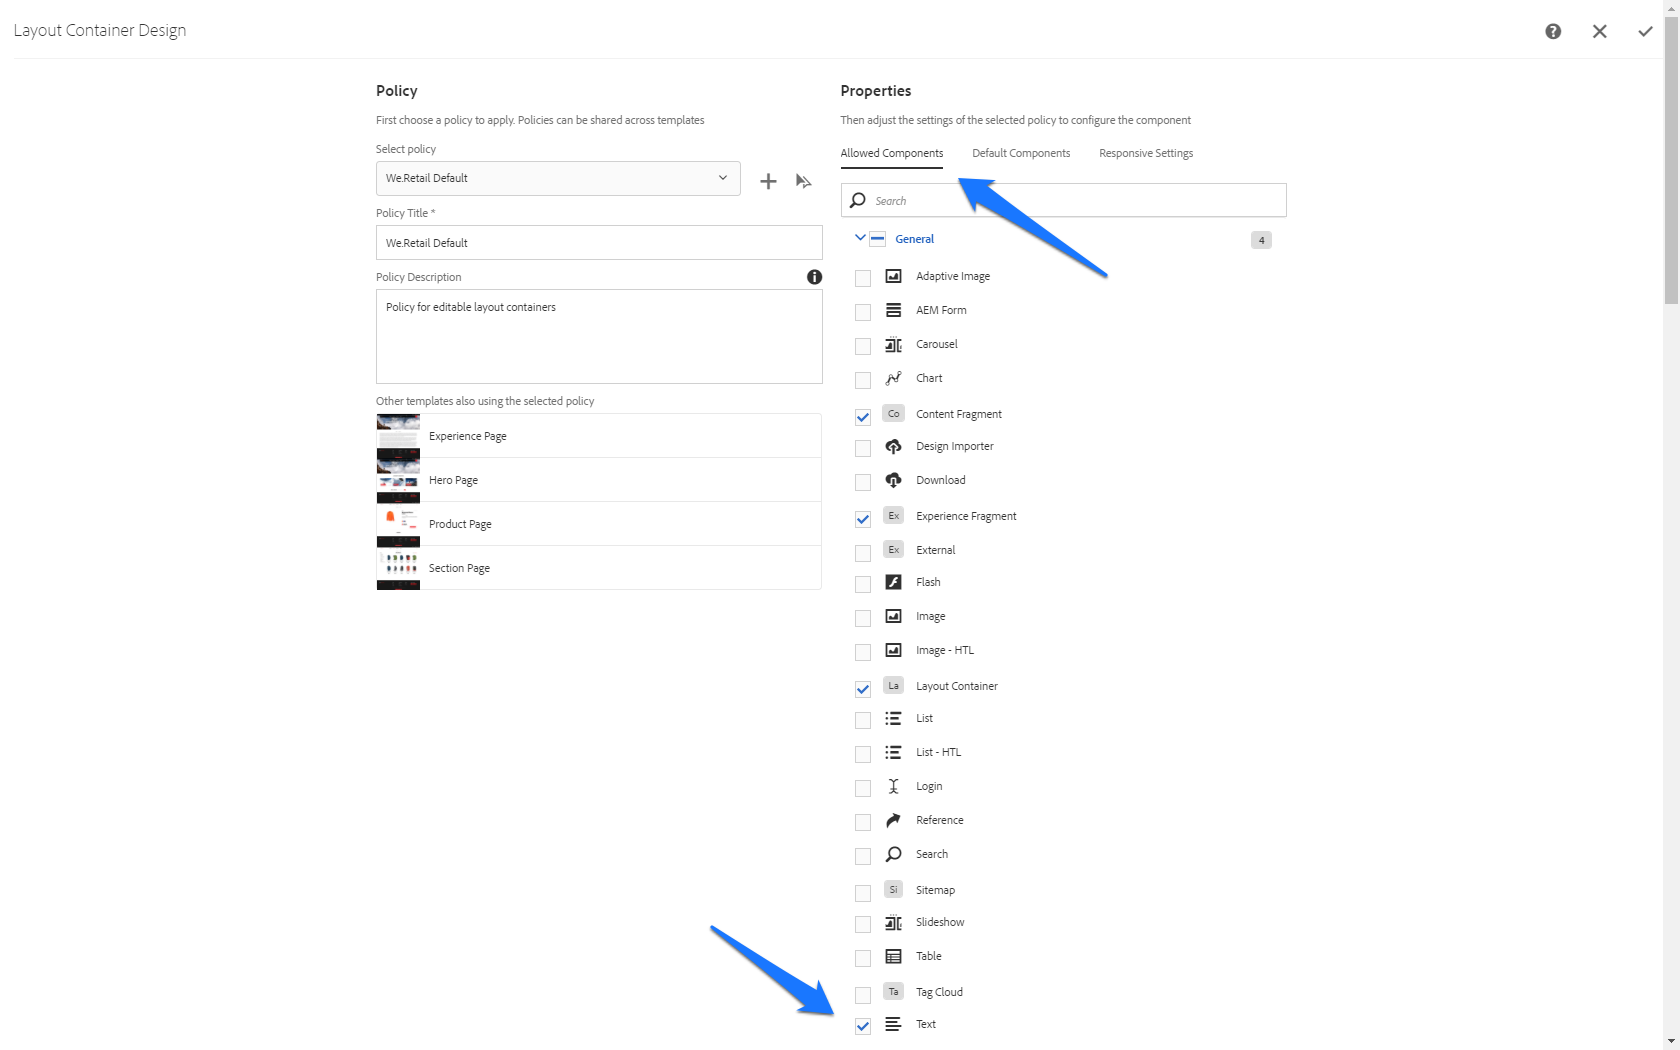 Layout Container Design
Policy
First choose a policy to apply. Policies can be shared across templates
Select policy
We.Retail Default
Policy Title *
We.Retail Default
Policy Description
Policy for editable layout containers
Other templates also using the selected policy
Experience Page
Hero Page
Product Page
Section Page
Properties
Then adjust the settings of the selected policy to configure the component
Allowed Components Default Components Responsive Settings
Search
General 4
Adaptive Image
AEM Form
Carousel
Chart
Co Content Fragment
Design Importer
Download
Ex Experience Fragment
Ex External
Flash
Image
Image - HTL
La Layout Container
List
List - HTL
Login
Reference
Search
Si Sitemap
Slideshow
Table
Ta Tag Cloud
Text